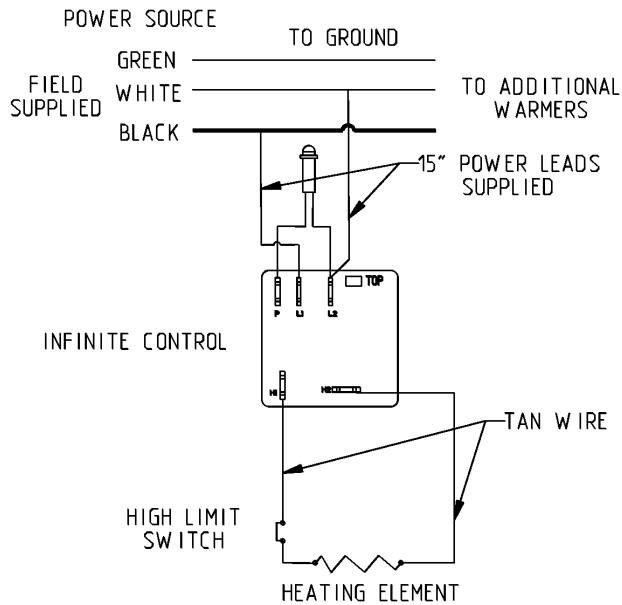 POWER SOURCE
TO GROUND
GREEN
FIELD
SUPPLIED
WHITE
TO ADDITIONAL
WARMERS
BLACK
15" POWER LEADS
SUPPLIED
TOP
P
L1
L2
INFINITE CONTROL
H1
H2
TAN WIRE
HIGH LIMIT
SWITCH
HEATING ELEMENT